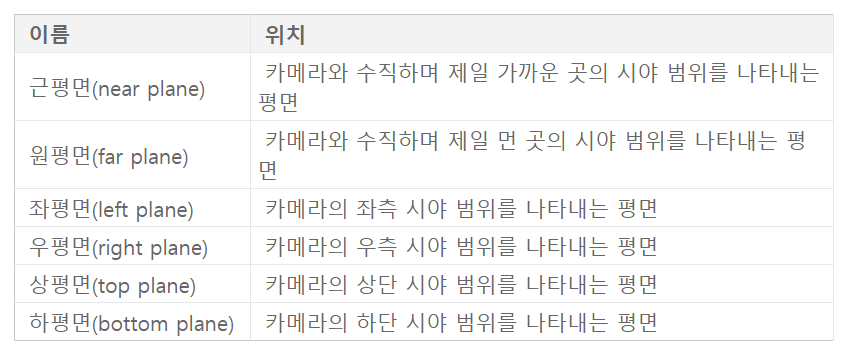 이름 위치
근평면(near plane) 카메라와 수직하며 제일 가까운 곳의 시야 범위를 나타내는
평면
원평면(far plane) 카메라와 수직하며 제일 먼 곳의 시야 범위를 나타내는 평
면
좌평면(left plane) 카메라의 좌측 시야 범위를 나타내는 평면
우평면(right plane) 카메라의 우측 시야 범위를 나타내는 평면
상평면(top plane) 카메라의 상단 시야 범위를 나타내는 평면
하평면(bottom plane) 카메라의 하단 시야 범위를 나타내는 평면